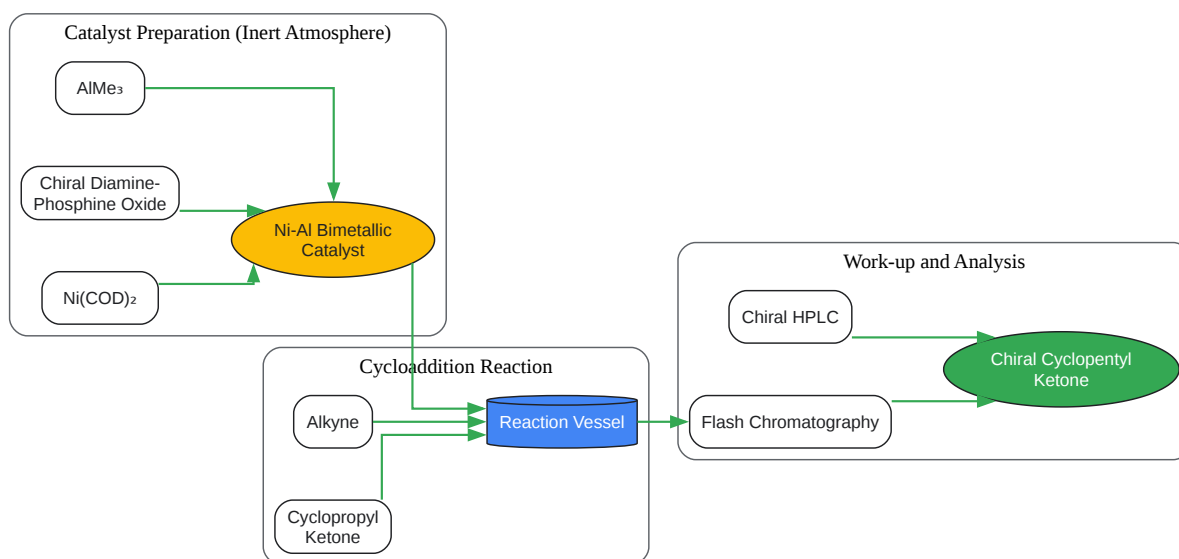 Catalyst Preparation (Inert Atmosphere)
AlMe₃
Chiral Diamine-
Phosphine Oxide
Ni-Al Bimetallic
Catalyst
Ni(COD)₂
Cycloaddition Reaction
Alkyne
Reaction Vessel
Cyclopropyl
Ketone
Work-up and Analysis
Chiral HPLC
Chiral Cyclopentyl
Ketone
Flash Chromatography